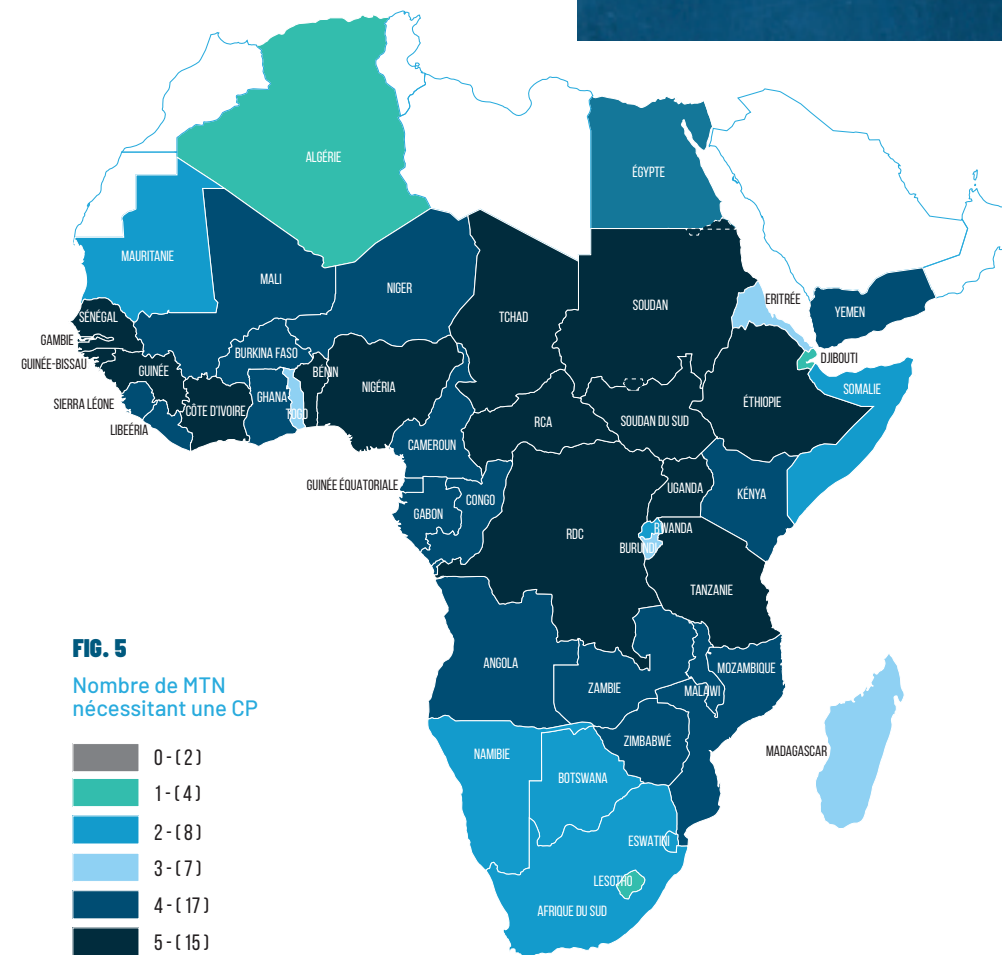 ALGÉRIE
ÉGYPTE
MAURITANIE
MALI
NIGER
TCHAD
SOUDAN
ERITRÉE
YEMEN
SÉNÉGAL
GAMBIE
GUINÉE-BISSAU
GUINÉE
BURKINA FASO
BÉNIN
NIGÉRIA
DJIBOUTI
SOMALIE
SIERRA LÉONE
CÔTE D'IVOIRE
GHANA
TOGO
ÉTHIOPIE
LIBEÉRIA
RCA
SOUDAN DU SUD
CAMEROUN
GUINÉE ÉQUATORIALE
CONGO
UGANDA
KÉNYA
GABON
RDC
RWANDA
BURUNDI
TANZANIE
ANGOLA
MOZAMBIQUE
ZAMBIE
MALAWI
ZIMBABWÉ
MADAGASCAR
NAMIBIE
BOTSWANA
ESWATINI
LESOTHO
AFRIQUE DU SUD
FIG. 5
Nombre de MTN
nécessitant une CP
0 - ( 2 )
1 - ( 4 )
2 - ( 8 )
3 - ( 7 )
4 - ( 17 )
5 - ( 15 )